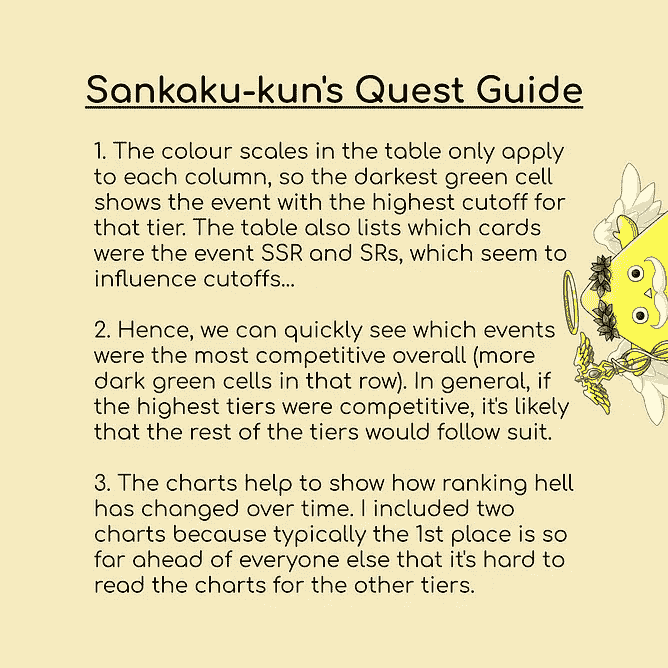 Sankaku-kun's Quest Guide
1. The colour scales in the table only apply
to each column, so the darkest green cell
shows the event with the highest cutoff for
that tier. The table also lists which cards
were the event SSR and SRs, which seem to
influence cutoffs...
2. Hence, we can quickly see which events
were the most competitive overall (more
dark green cells in that row). In general, if
the highest tiers were competitive, it's likely
that the rest of the tiers would follow suit.
3. The charts help to show how ranking hell
has changed over time. I included two
charts because typically the 1st place is so
far ahead of everyone else that it's hard to
read the charts for the other tiers.